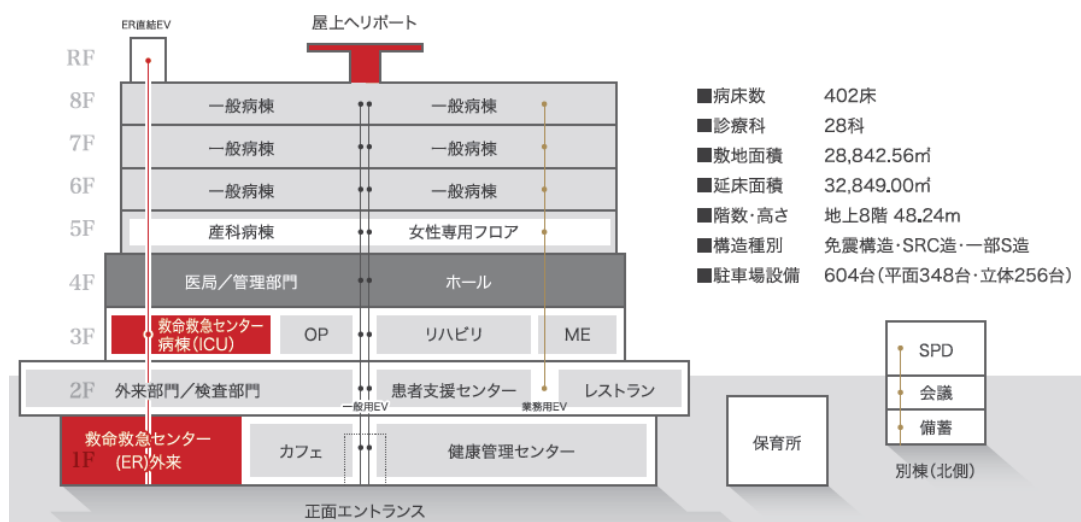 ER直結EV
屋上ヘリポート
RF
8F 一般病棟 一般病棟
7F 一般病棟 一般病棟
6F 一般病棟 一般病棟
5F 産科病棟 女性専用フロア
4F 医局／管理部門 ホール
3F 救命救急センター
病棟(ICU) OP リハビリ ME
2F 外来部門／検査部門 患者支援センター レストラン
一般用EV 業務用EV
1F 救命救急センター
(ER)外来 カフェ 健康管理センター
正面エントランス
保育所
SPD
会議
備蓄
別棟(北側)
■病床数 402床
■診療科 28科
■敷地面積 28,842.56㎡
■延床面積 32,849.00㎡
■階数・高さ 地上8階 48.24m
■構造種別 免震構造・SRC造・一部S造
■駐車場設備 604台(平面348台・立体256台)